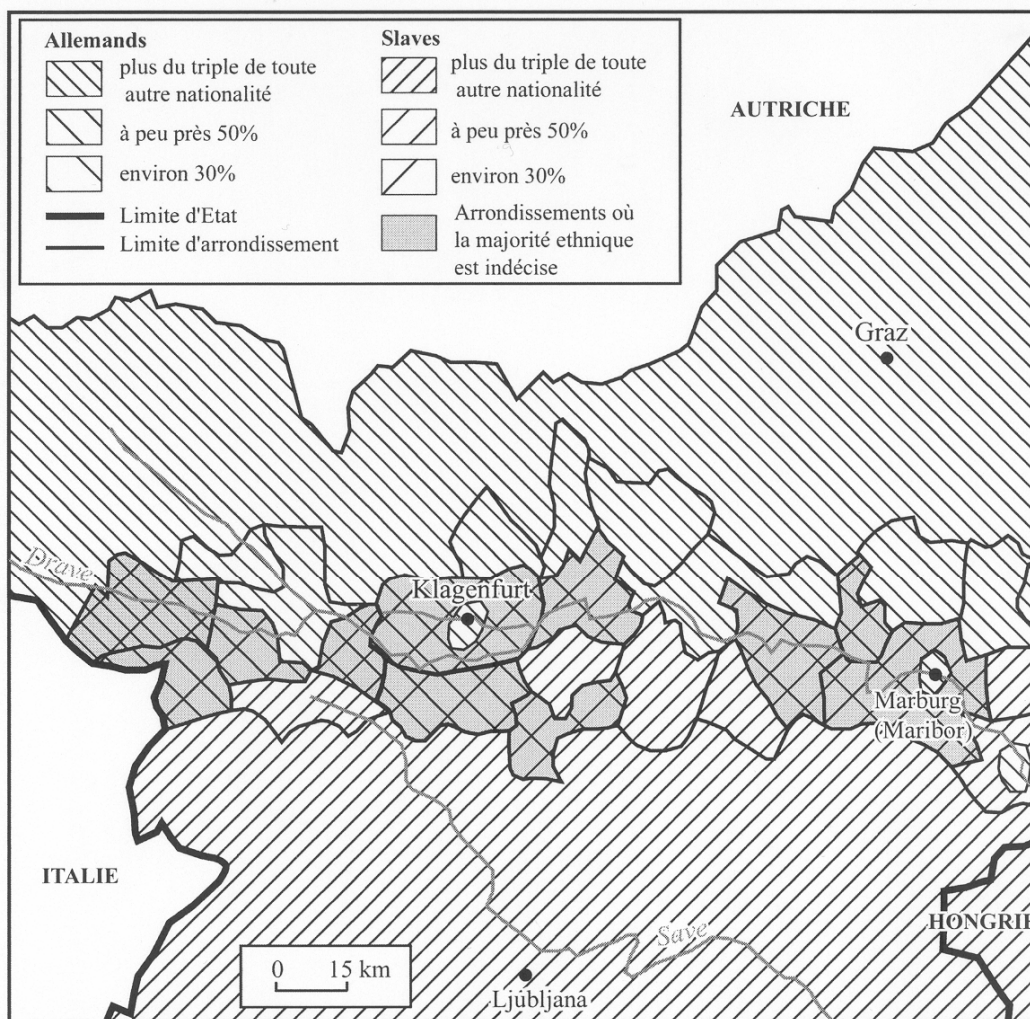 Allemands
plus du triple de toute
autre nationalité
à peu près 50%
environ 30%
Limite d'Etat
Limite d'arrondissement
Slaves
plus du triple de toute
autre nationalité
à peu près 50%
environ 30%
Arrondissements où
la majorité ethnique
est indécise
AUTRICHE
Graz
Drave
Klagenfurt
Marburg
(Maribor)
ITALIE
HONGRIE
Save
0 15 km
Ljubljana